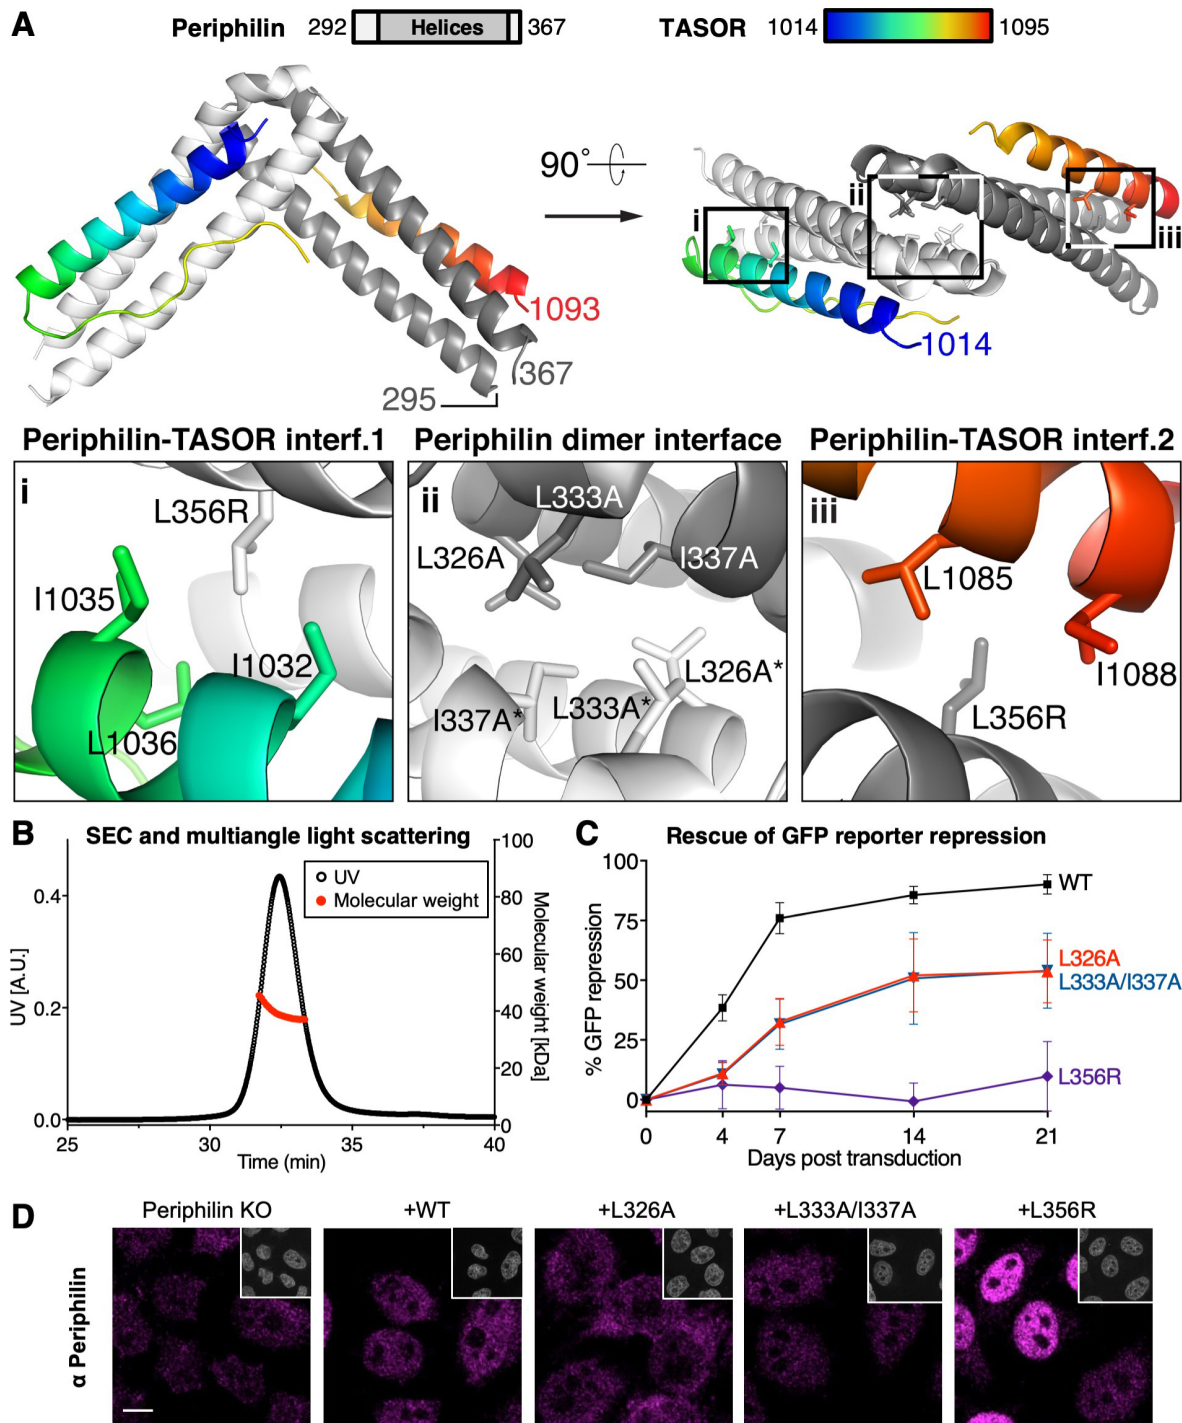 A
Periphilin 292 Helices 367
TASOR 1014 1095
90°
i
ii
iii
1093
I367
295
1014
Periphilin-TASOR interf.1
Periphilin dimer interface
Periphilin-TASOR interf.2
i
L356R
I1035
I1032
L1036
ii
L333A
L326A
I337A
L326A*
I337A*
L333A*
iii
L1085
I1088
L356R
B
SEC and multiangle light scattering
UV
Molecular weight
UV [A.U.]
0.4
0.2
0.0
100
80
60
40
20
0
Molecular weight [kDa]
25 30 35 40
Time (min)
C
Rescue of GFP reporter repression
% GFP repression
100
75
50
25
0
WT
L326A
L333A/I337A
L356R
0 4 7 14 21
Days post transduction
D
Periphilin KO +WT +L326A +L333A/I337A +L356R
α Periphilin